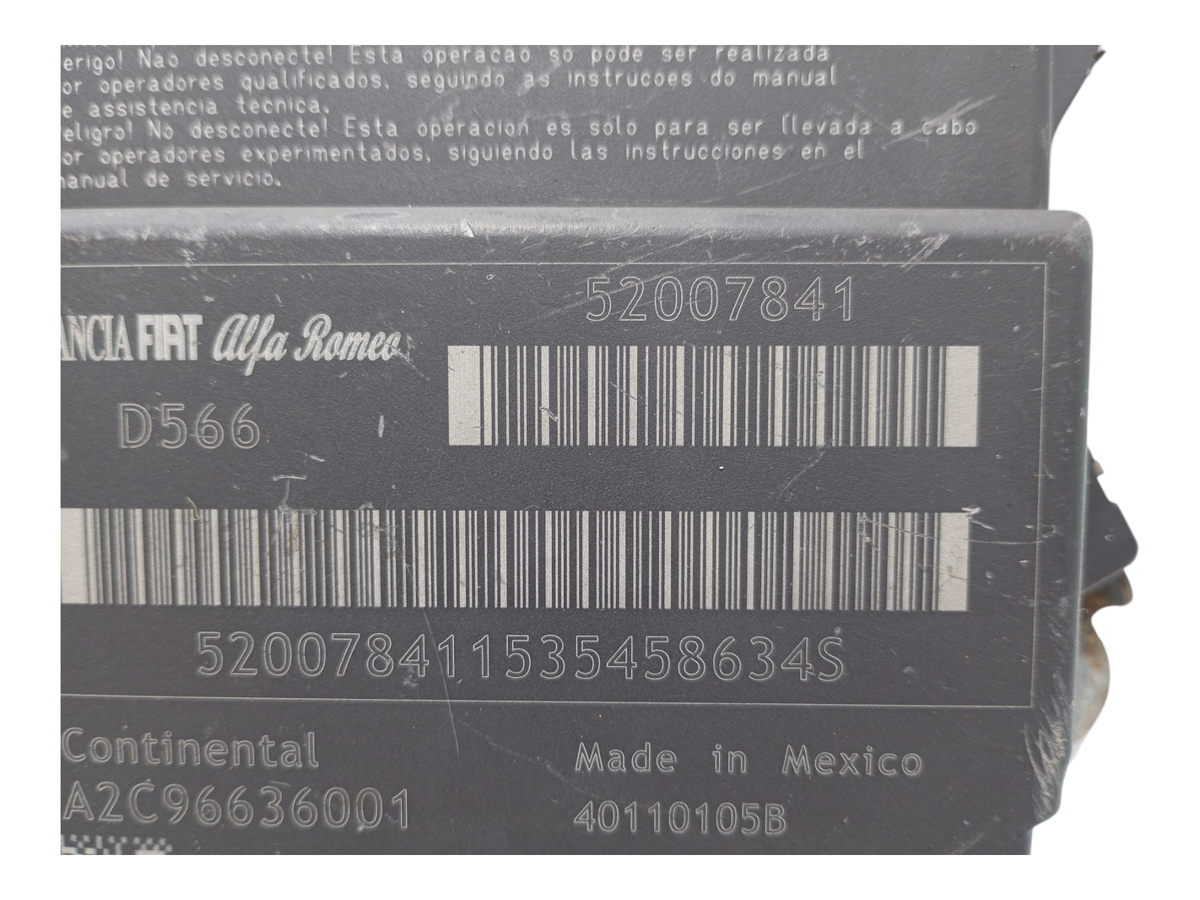 erigo! Nao desconecte! Esta operacao so pode ser realizada
or operadores qualificados, seguindo as instrucoes do manual
e assistencia tecnica.
eligro! No desconecte! Esta operacion es solo para ser llevada a cabo
or operadores experimentados, siguiendo las instrucciones en el
manual de servicio.
52007841
ANCIA FIAT Alfa Romeo
D566
520078411535458634S
Continental
Made in Mexico
A2C96636001
40110105B